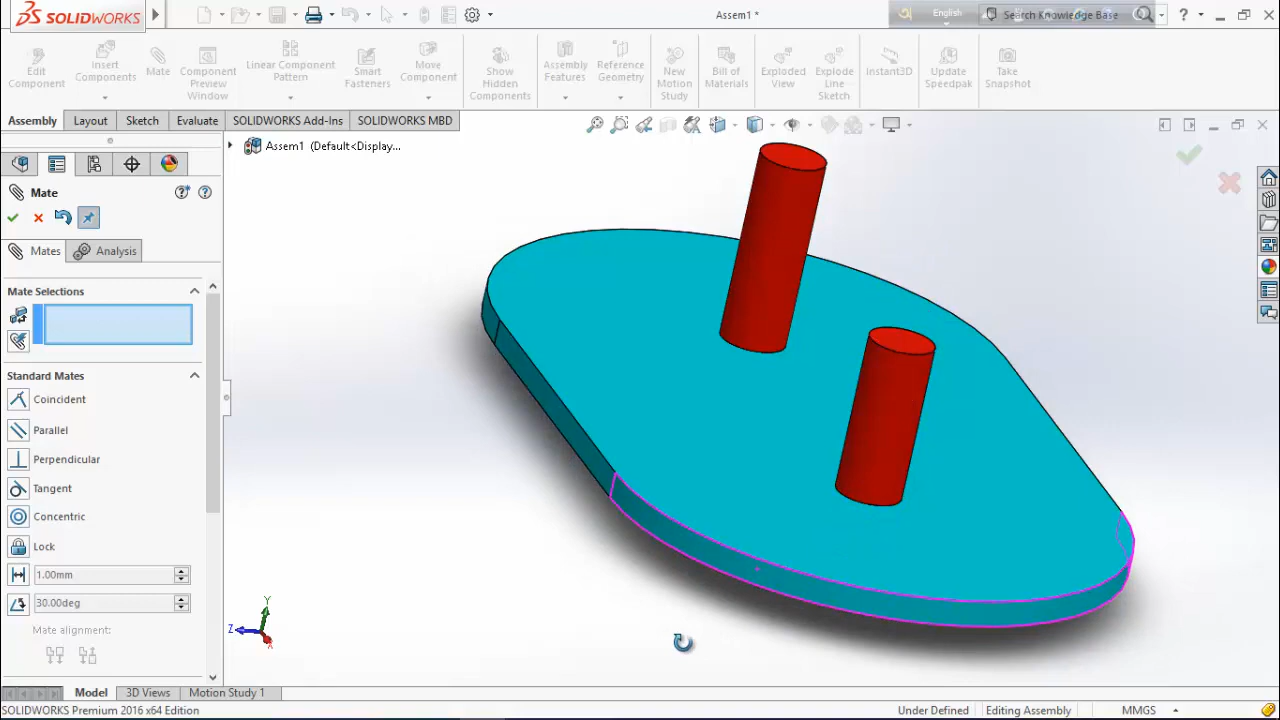 SOLIDWORKS
Assem1 *
English
Search Knowledge Base
?
Edit
Component
Insert
Components
Mate
Component
Preview
Window
Linear Component
Pattern
Smart
Fasteners
Move
Component
Show
Hidden
Components
Assembly
Features
Reference
Geometry
New
Motion
Study
Bill of
Materials
Exploded
View
Explode
Line
Sketch
Instant3D
Update
Speedpak
Take
Snapshot
Assembly
Layout
Sketch
Evaluate
SOLIDWORKS Add-Ins
SOLIDWORKS MBD
Assem1 (Default<Display...
Mate
Mates
Analysis
Mate Selections
Standard Mates
Coincident
Parallel
Perpendicular
Tangent
Concentric
Lock
1.00mm
30.00deg
Mate alignment:
Y
Z
X
Model
3D Views
Motion Study 1
SOLIDWORKS Premium 2016 x64 Edition
Under Defined
Editing Assembly
MMGS